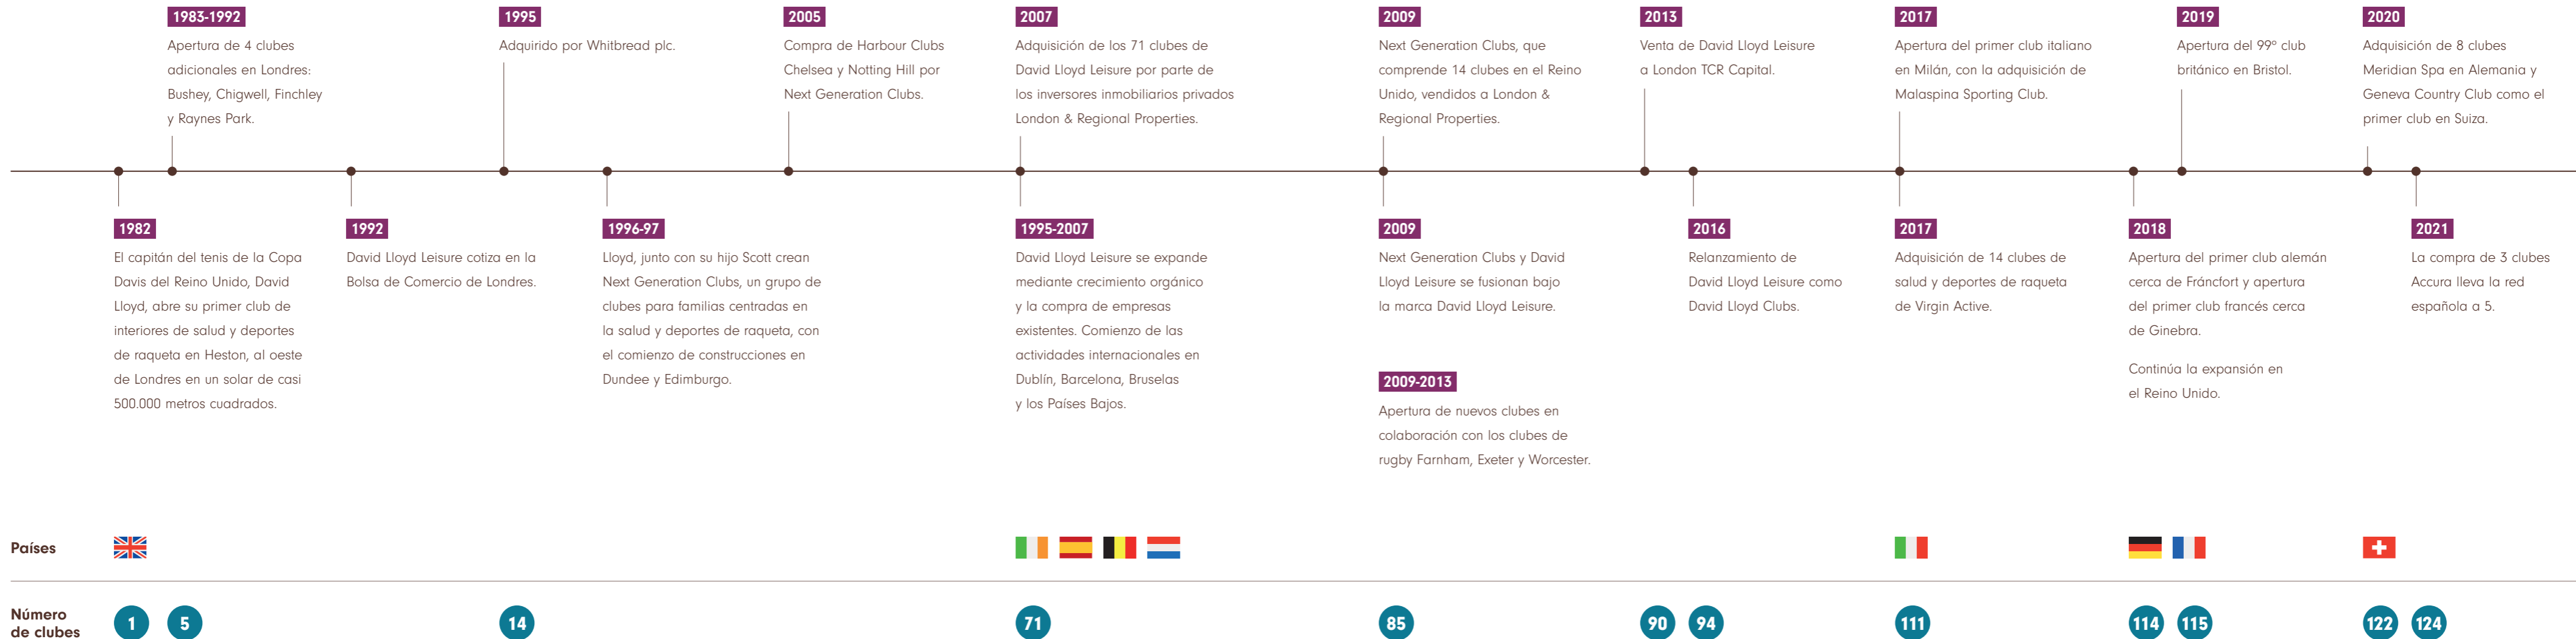 1983-1992
Apertura de 4 clubes
adicionales en Londres:
Bushey, Chigwell, Finchley
y Raynes Park.
1995
Adquirido por Whitbread plc.
2005
Compra de Harbour Clubs
Chelsea y Notting Hill por
Next Generation Clubs.
2007
Adquisición de los 71 clubes de
David Lloyd Leisure por parte de
los inversores inmobiliarios privados
London & Regional Properties.
2009
Next Generation Clubs, que
comprende 14 clubes en el Reino
Unido, vendidos a London &
Regional Properties.
2013
Venta de David Lloyd Leisure
a London TCR Capital.
2017
Apertura del primer club italiano
en Milán, con la adquisición de
Malaspina Sporting Club.
2019
Apertura del 99º club
británico en Bristol.
2020
Adquisición de 8 clubes
Meridian Spa en Alemania y
Geneva Country Club como el
primer club en Suiza.
1982
El capitán del tenis de la Copa
Davis del Reino Unido, David
Lloyd, abre su primer club de
interiores de salud y deportes
de raqueta en Heston, al oeste
de Londres en un solar de casi
500.000 metros cuadrados.
1992
David Lloyd Leisure cotiza en la
Bolsa de Comercio de Londres.
1996-97
Lloyd, junto con su hijo Scott crean
Next Generation Clubs, un grupo de
clubes para familias centradas en
la salud y deportes de raqueta, con
el comienzo de construcciones en
Dundee y Edimburgo.
1995-2007
David Lloyd Leisure se expande
mediante crecimiento orgánico
y la compra de empresas
existentes. Comienzo de las
actividades internacionales en
Dublín, Barcelona, Bruselas
y los Países Bajos.
2009
Next Generation Clubs y David
Lloyd Leisure se fusionan bajo
la marca David Lloyd Leisure.
2009-2013
Apertura de nuevos clubes en
colaboración con los clubes de
rugby Farnham, Exeter y Worcester.
2016
Relanzamiento de
David Lloyd Leisure como
David Lloyd Clubs.
2017
Adquisición de 14 clubes de
salud y deportes de raqueta
de Virgin Active.
2018
Apertura del primer club alemán
cerca de Fráncfort y apertura
del primer club francés cerca
de Ginebra.
Continúa la expansión en
el Reino Unido.
2021
La compra de 3 clubes
Accura lleva la red
española a 5.
Países
Número
de clubes
1 5 14 71 85 90 94 111 114 115 122 124